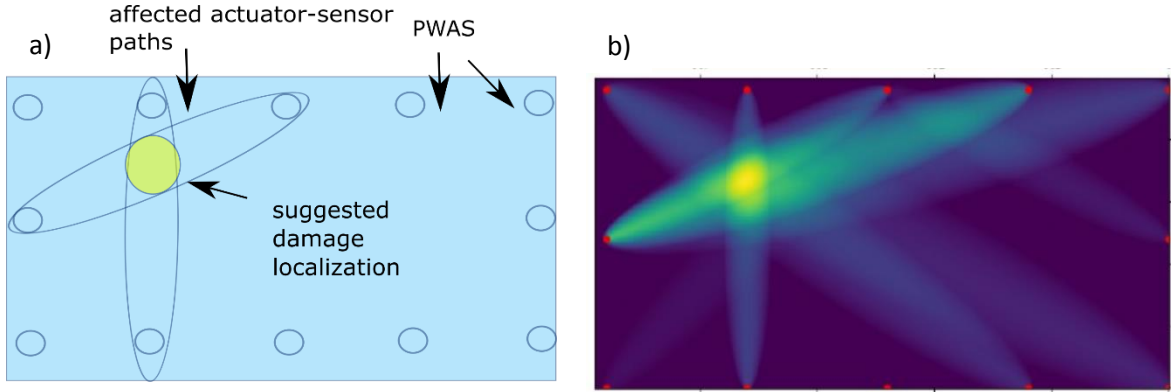 a)
affected actuator-sensor
paths
PWAS
suggested
damage
localization
b)